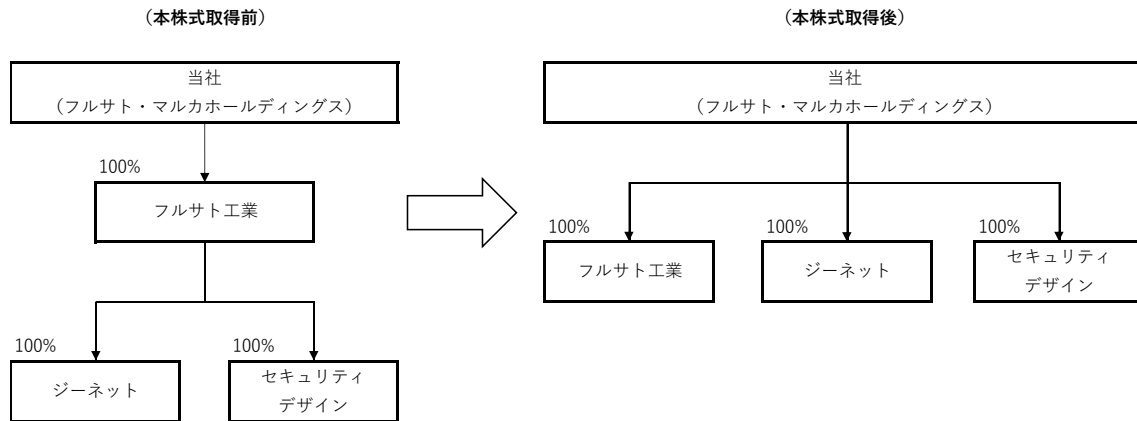 (本株式取得前)
当社
(フルサト・マルカホールディングス)
100%
フルサト工業
100%
100%
ジーネット
セキュリティ
デザイン
(本株式取得後)
当社
(フルサト・マルカホールディングス)
100%
100%
100%
フルサト工業
ジーネット
セキュリティ
デザイン